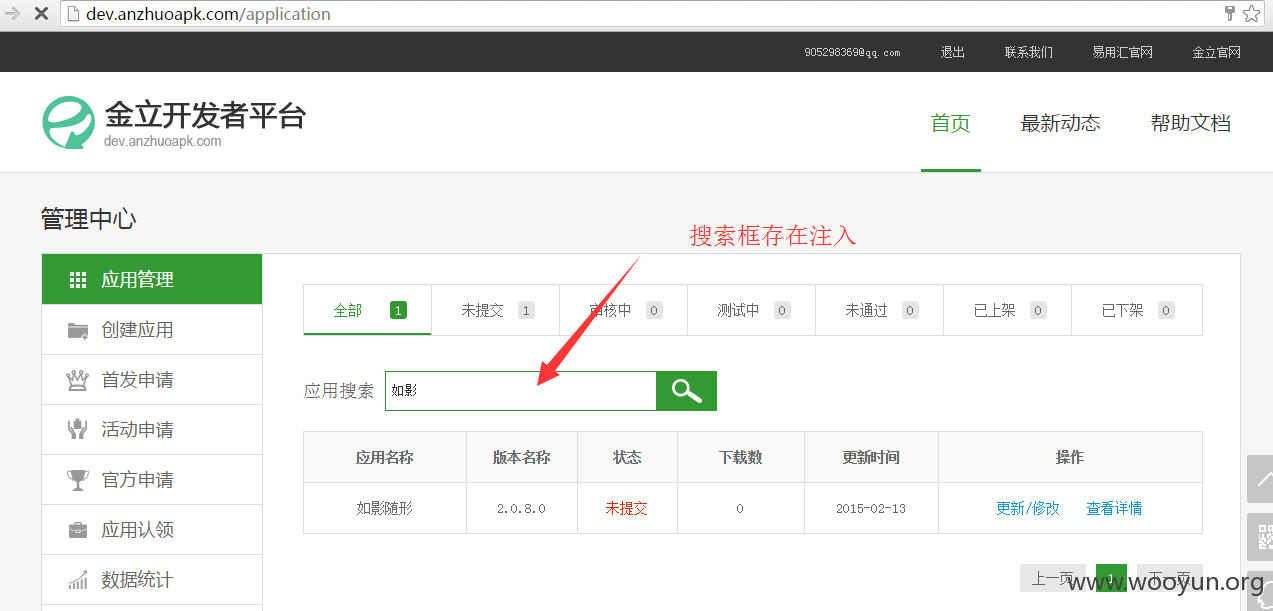 dev.anzhuoapk.com/application
905298369@qq.com 退出 联系我们 易用汇官网 金立官网
金立开发者平台
dev.anzhuoapk.com
首页 最新动态 帮助文档
管理中心
搜索框存在注入
应用管理
创建应用
首发申请
活动申请
官方申请
应用认领
数据统计
全部 1 未提交 1 审核中 0 测试中 0 未通过 0 已上架 0 已下架 0
应用搜索 如影
应用名称 版本名称 状态 下载数 更新时间 操作
如影随形 2.0.8.0 未提交 0 2015-02-13 更新/修改 查看详情
上一页 1 下一页
www.wooyun.org